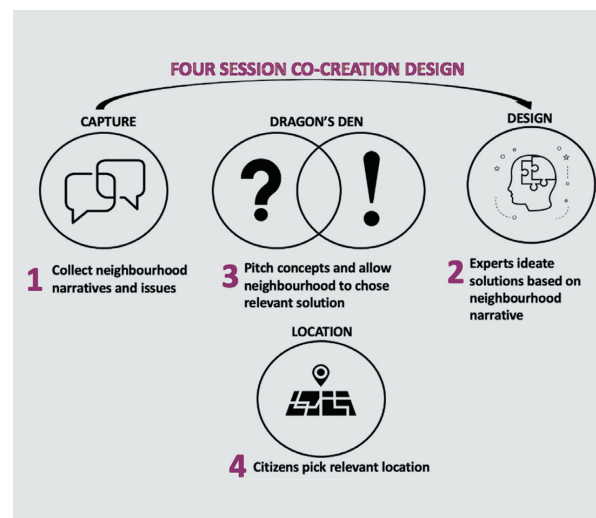 FOUR SESSION CO-CREATION DESIGN
CAPTURE
DRAGON'S DEN
DESIGN
? !
1 Collect neighbourhood
narratives and issues
3 Pitch concepts and allow
neighbourhood to chose
relevant solution
2 Experts ideate
solutions based on
neighbourhood
narrative
LOCATION
4 Citizens pick relevant location